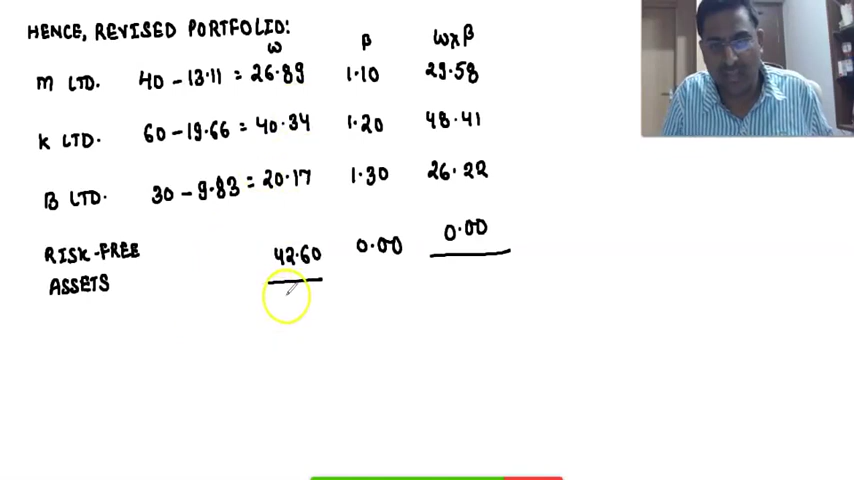 HENCE, REVISED PORTFOLIO:
W β W×β
M LTD. 40 - 13.11 = 26.89 1.10 29.58
K LTD. 60 - 19.66 = 40.34 1.20 48.41
B LTD. 30 - 9.83 = 20.17 1.30 26.22
RISK-FREE 42.60 0.00 0.00
ASSETS